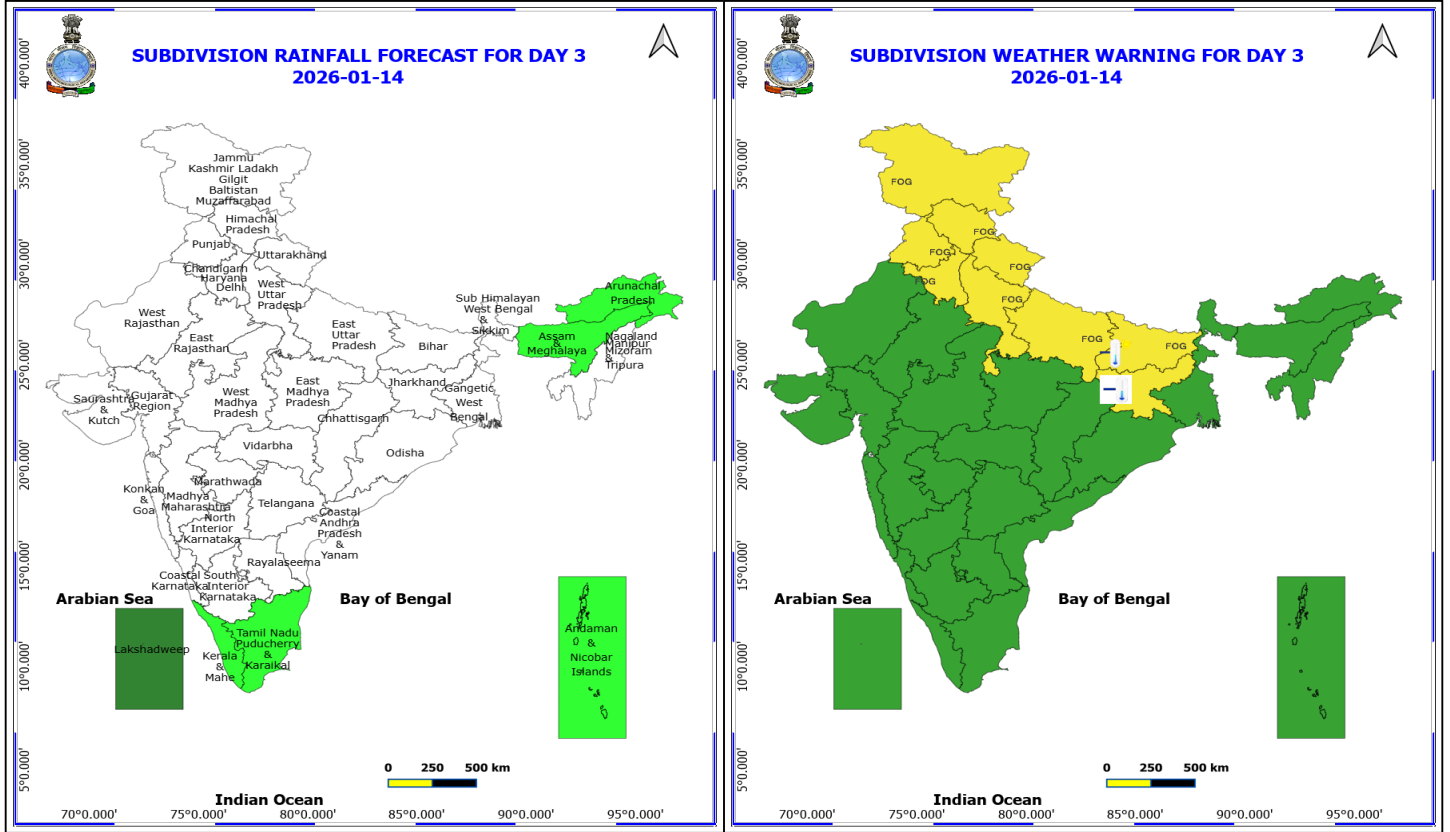 SUBDIVISION RAINFALL FORECAST FOR DAY 3
2026-01-14
40°0.000'
35°0.000'
30°0.000'
25°0.000'
20°0.000'
15°0.000'
10°0.000'
5°0.000'
Jammu
Kashmir Ladakh
Gilgit
Baltistan
Muzaffarabad
Himachal
Pradesh
Punjab
Uttarakhand
Chandigarh
Haryana
Delhi
West
Uttar
Pradesh
Arunachal
Pradesh
Sub Himalayan
West Bengal
&
Sikkim
West
Rajasthan
East
Rajasthan
East
Uttar
Pradesh
Bihar
Assam
&
Meghalaya
Nagaland
Manipur
Mizoram
&
Tripura
Saurashtra
&
Kutch
Gujarat
Region
West
Madhya
Pradesh
East
Madhya
Pradesh
Jharkhand
Gangetic
West
Bengal
Chhattisgarh
Vidarbha
Odisha
Konkan
&
Goa
Madhya
Maharashtra
Marathwada
Telangana
North
Interior
Karnataka
Coastal
Andhra
Pradesh
&
Yanam
Rayalaseema
Coastal
Karnataka
South
Interior
Karnataka
Arabian Sea
Bay of Bengal
Lakshadweep
Kerala
&
Mahe
Tamil Nadu
Puducherry
&
Karaikal
Andaman
&
Nicobar
Islands
0 250 500 km
Indian Ocean
70°0.000' 75°0.000' 80°0.000' 85°0.000' 90°0.000' 95°0.000'
SUBDIVISION WEATHER WARNING FOR DAY 3
2026-01-14
40°0.000'
35°0.000'
30°0.000'
25°0.000'
20°0.000'
15°0.000'
10°0.000'
5°0.000'
FOG
FOG
FOG
FOG
FOG
FOG
FOG
FOG
Arabian Sea
Bay of Bengal
0 250 500 km
Indian Ocean
70°0.000' 75°0.000' 80°0.000' 85°0.000' 90°0.000' 95°0.000'